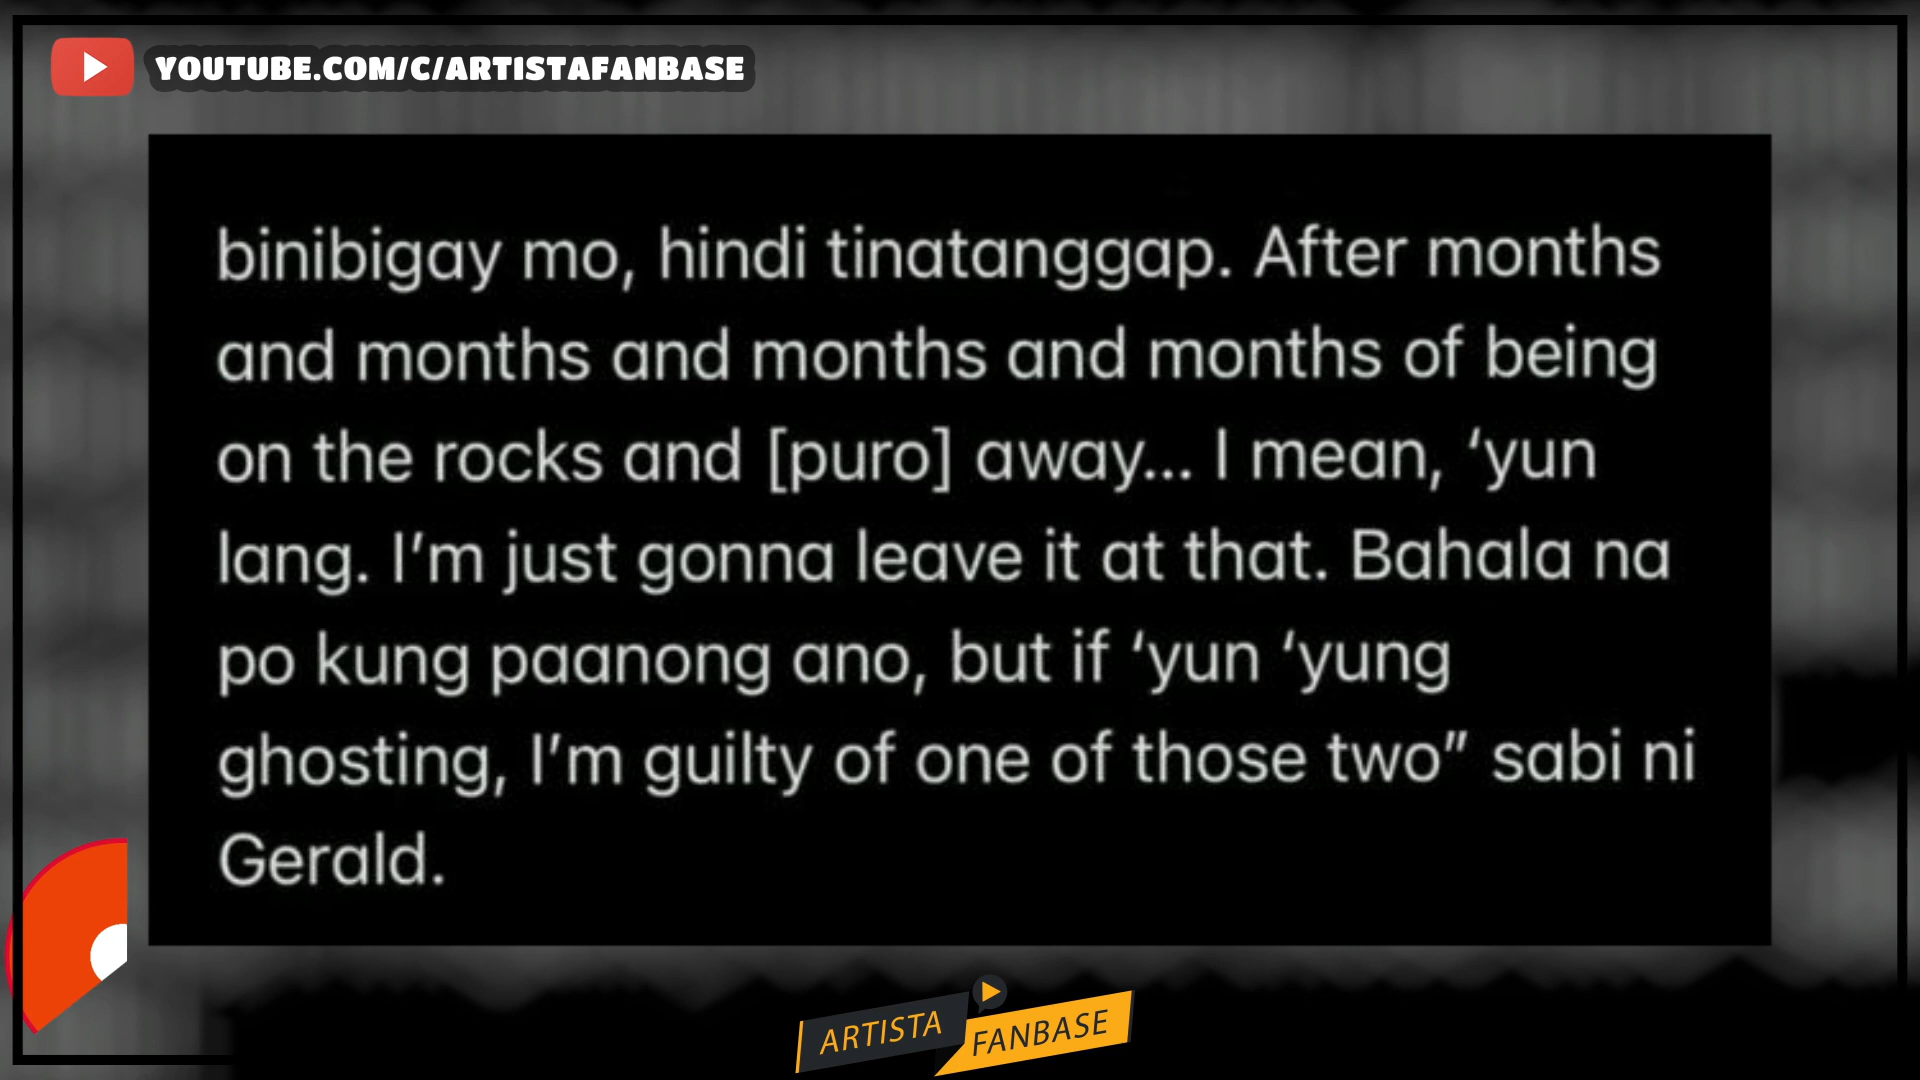 YOUTUBE.COM/C/ARTISTAFANBASE
binibigay mo, hindi tinatanggap. After months
and months and months and months of being
on the rocks and [puro] away... I mean, ‘yun
lang. I’m just gonna leave it at that. Bahala na
po kung paanong ano, but if ‘yun ‘yung
ghosting, I’m guilty of one of those two” sabi ni
Gerald.
ARTISTA
FANBASE